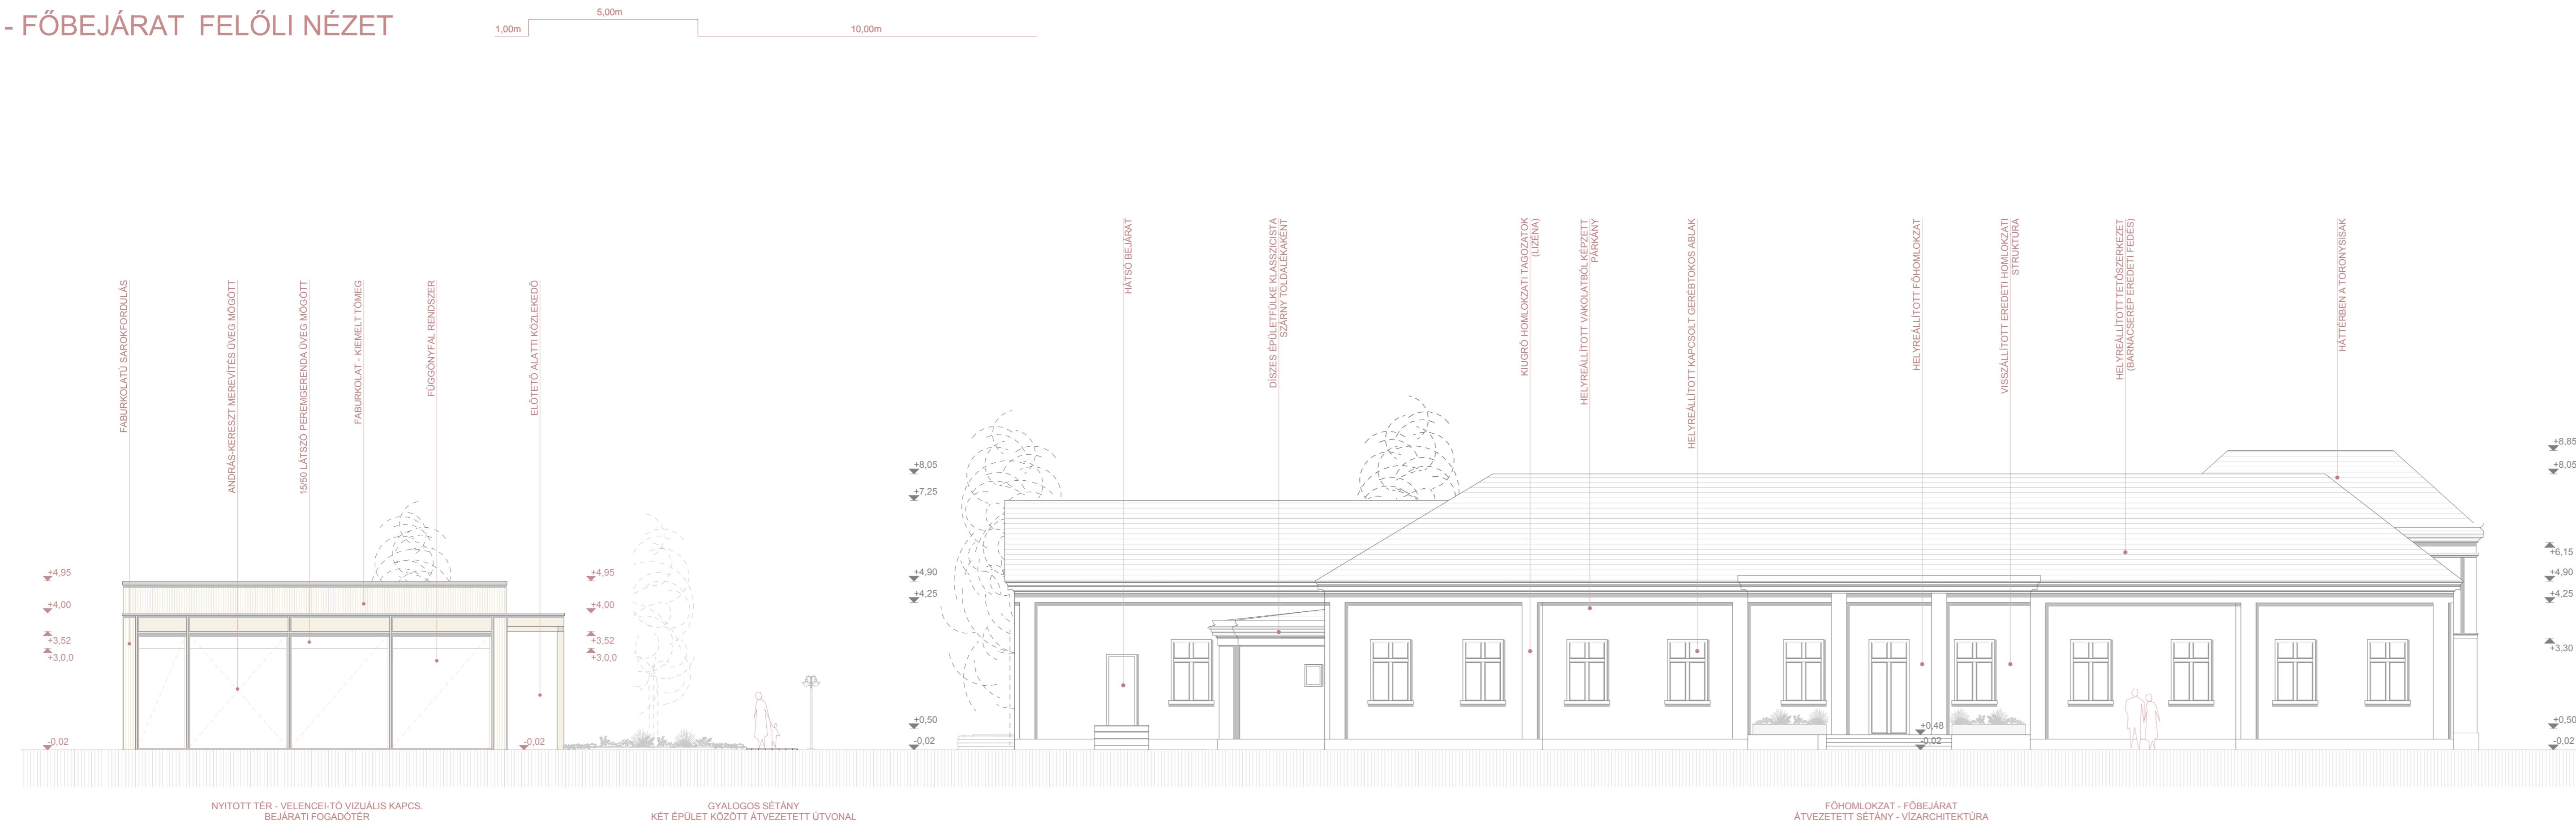 - FŐBEJÁRAT FELŐLI NÉZET
1,00m
5,00m
10,00m
FABURKOLATÚ SAROKFORDULÁS
ANDRÁS-KERESZT MEREVÍTÉS ÜVEG MÖGÖTT
15/50 LÁTSZÓ PEREMGERENDA ÜVEG MÖGÖTT
FABURKOLAT - KIEMELT TÖMEG
FÜGGÖNYFAL RENDSZER
ELŐTETŐ ALATTI KÖZLEKEDŐ
HÁTSÓ BEJÁRAT
DÍSZES ÉPÜLETFÜLKE KLASSZICISTA
SZÁRNY TOLDALÉKAKÉNT
KIUGRÓ HOMLOKZATI TAGOZATOK
(LIZÉNA)
HELYREÁLLÍTOTT VAKOLATBÓL KÉPZETT
PÁRKÁNY
HELYREÁLLÍTOTT KAPCSOLT GERÉBTOKOS ABLAK
HELYREÁLLÍTOTT FŐHOMLOKZAT
VISSZÁLLÍTOTT EREDETI HOMLOKZATI
STRUKTÚRA
HELYREÁLLÍTOTT TETŐSZERKEZET
(BARNACSERÉP EREDETI FEDÉS)
HÁTTÉRBEN A TORONYSISAK
+4,95
+4,00
+3,52
+3,0,0
-0,02
-0,02
+4,95
+4,00
+3,52
+3,0,0
+8,05
+7,25
+4,90
+4,25
+0,50
-0,02
+0,48
-0.02
+8,85
+8,05
+6,15
+4,90
+4,25
+3,30
+0,50
-0,02
NYITOTT TÉR - VELENCEI-TÓ VIZUÁLIS KAPCS.
BEJÁRATI FOGADÓTÉR
GYALOGOS SÉTÁNY
KÉT ÉPÜLET KÖZÖTT ÁTVEZETETT ÚTVONAL
FŐHOMLOKZAT - FŐBEJÁRAT
ÁTVEZETETT SÉTÁNY - VÍZARCHITEKTÚRA